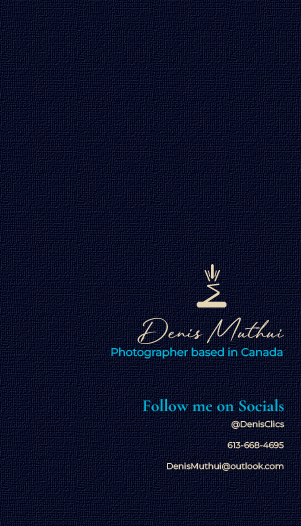 Denis Muthui
Photographer based in Canada
Follow me on Socials
@DenisClics
613-668-4695
DenisMuthui@outlook.com